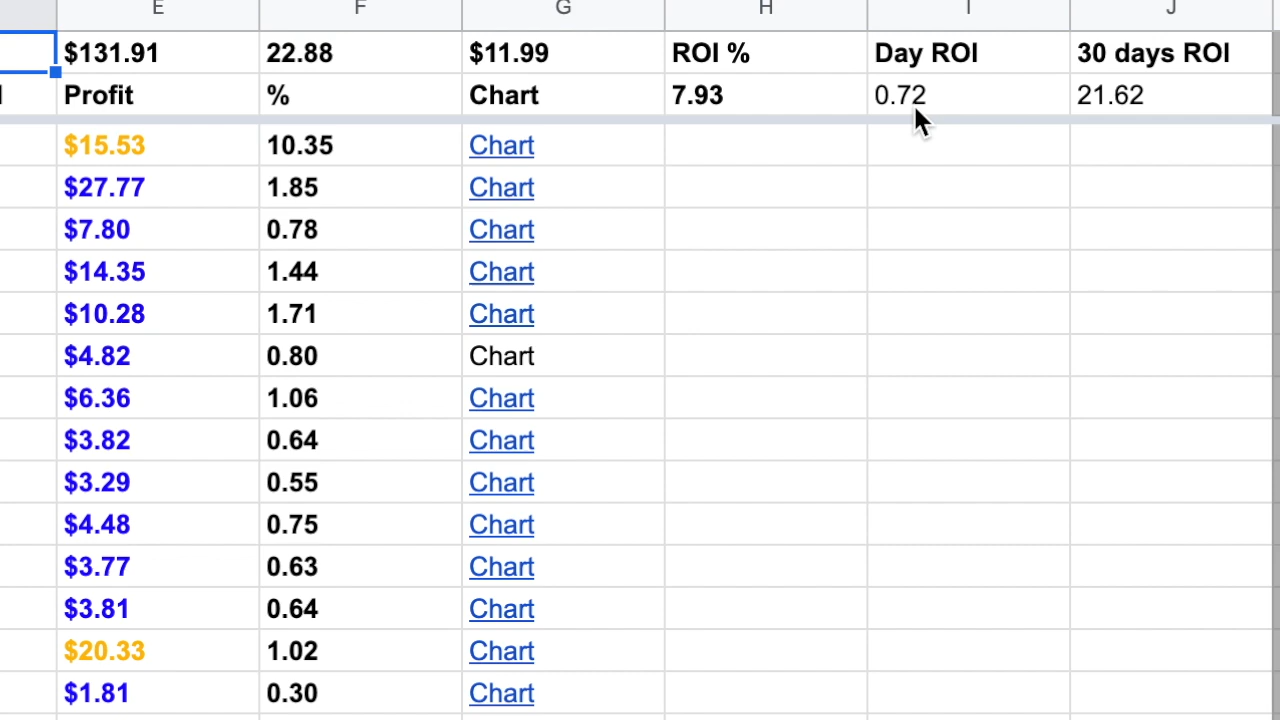 E F G H I J
$131.91 22.88 $11.99 ROI % Day ROI 30 days ROI
Profit % Chart 7.93 0.72 21.62
$15.53 10.35 Chart
$27.77 1.85 Chart
$7.80 0.78 Chart
$14.35 1.44 Chart
$10.28 1.71 Chart
$4.82 0.80 Chart
$6.36 1.06 Chart
$3.82 0.64 Chart
$3.29 0.55 Chart
$4.48 0.75 Chart
$3.77 0.63 Chart
$3.81 0.64 Chart
$20.33 1.02 Chart
$1.81 0.30 Chart